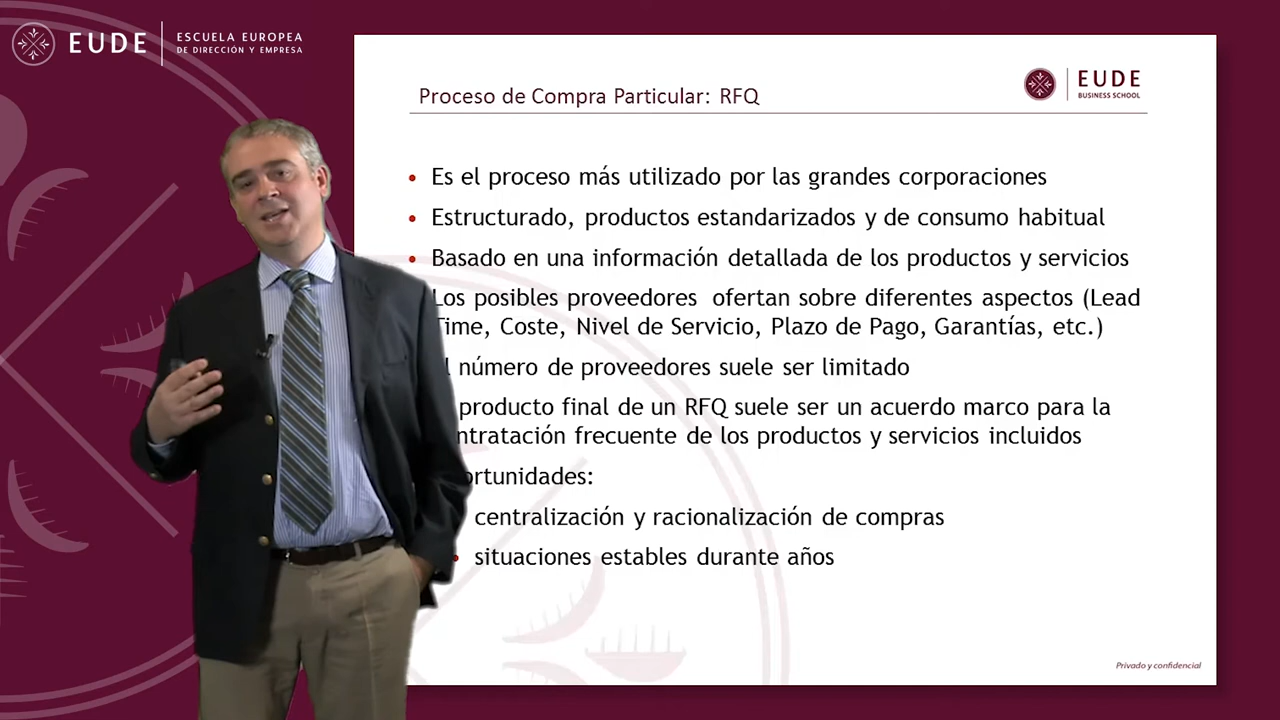 EUDE
ESCUELA EUROPEA
DE DIRECCIÓN Y EMPRESA
Proceso de Compra Particular: RFQ
EUDE
BUSINESS SCHOOL
• Es el proceso más utilizado por las grandes corporaciones
• Estructurado, productos estandarizados y de consumo habitual
• Basado en una información detallada de los productos y servicios
Los posibles proveedores ofertan sobre diferentes aspectos (Lead
Time, Coste, Nivel de Servicio, Plazo de Pago, Garantías, etc.)
número de proveedores suele ser limitado
producto final de un RFQ suele ser un acuerdo marco para la
frecuente de los productos y servicios incluidos
centralización y racionalización de compras
• situaciones estables durante años
Privado y confidencial